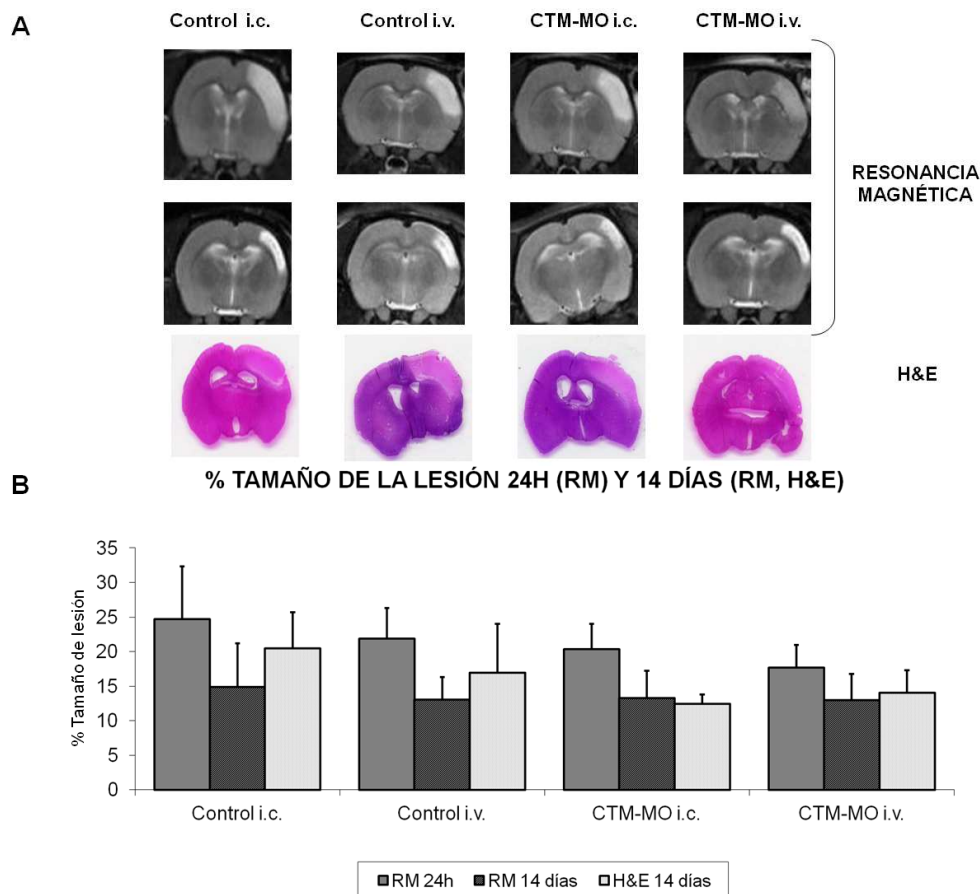 A
Control i.c.
Control i.v.
CTM-MO i.c.
CTM-MO i.v.
RESONANCIA
MAGNÉTICA
H&E
% TAMAÑO DE LA LESIÓN 24H (RM) Y 14 DÍAS (RM, H&E)
B
% Tamaño de lesión
35
30
25
20
15
10
5
0
Control i.c.
Control i.v.
CTM-MO i.c.
CTM-MO i.v.
RM 24h
RM 14 días
H&E 14 días